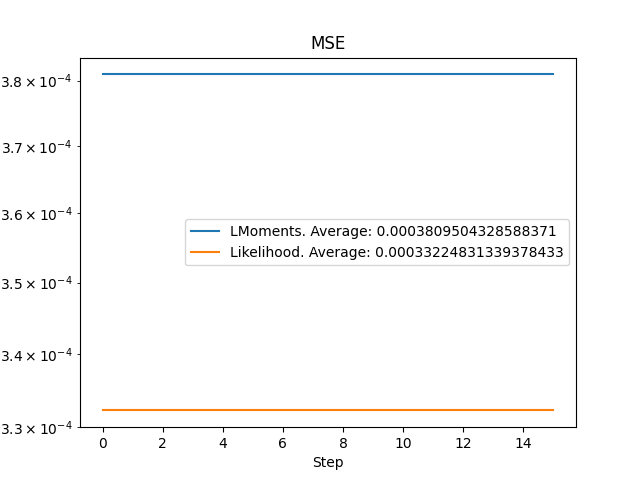 MSE
3.8 × 10⁻⁴
3.7 × 10⁻⁴
3.6 × 10⁻⁴
3.5 × 10⁻⁴
3.4 × 10⁻⁴
3.3 × 10⁻⁴
LMoments. Average: 0.0003809504328588371
Likelihood. Average: 0.00033224831339378433
0 2 4 6 8 10 12 14
Step